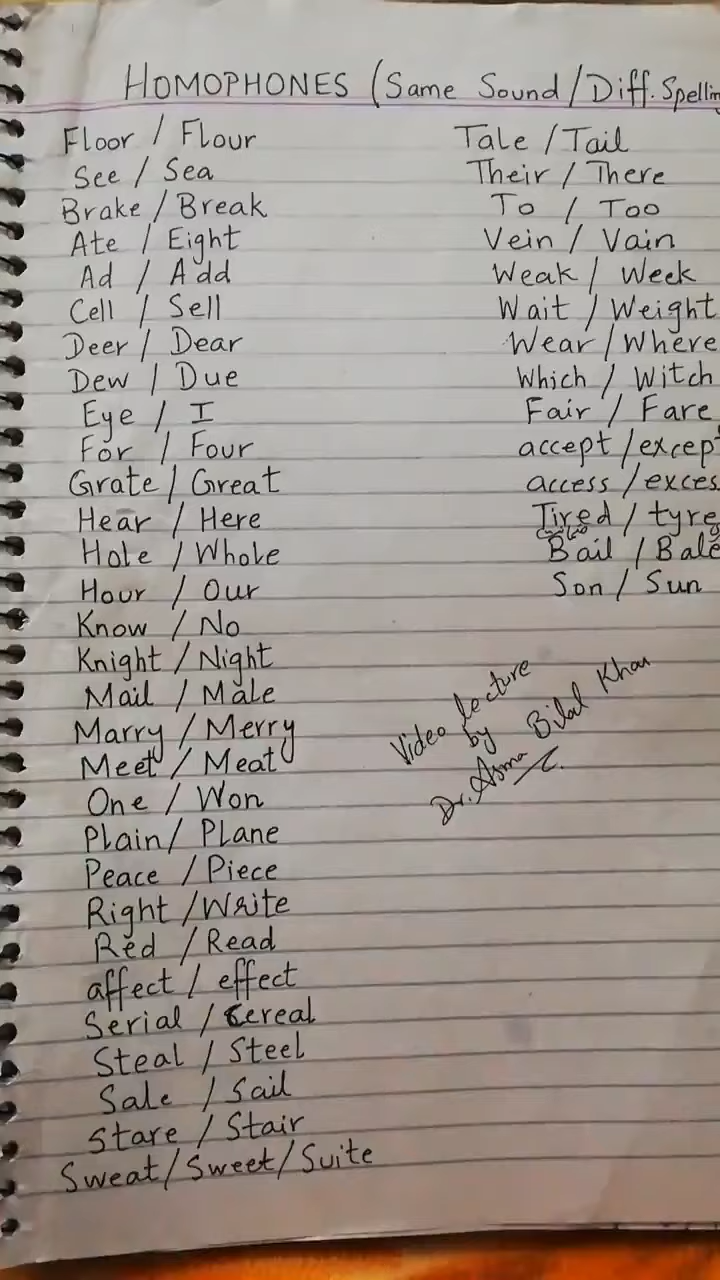 HOMOPHONES (Same Sound/Diff. Spellin
Floor / Flour
See / Sea
Brake / Break
Ate / Eight
Ad / Add
Cell / Sell
Deer / Dear
Dew / Due
Eye / I
For / Four
Grate / Great
Hear / Here
Hole / Whole
Hour / Our
Know / No
Knight / Night
Mail / Male
Marry / Merry
Meet / Meat
One / Won
Plain / Plane
Peace / Piece
Right / Write
Red / Read
affect / effect
Serial / Cereal
Steal / Steel
Sale / Sail
Stare / Stair
Sweat / Sweet / Suite
Tale / Tail
Their / There
To / Too
Vein / Vain
Weak / Week
Wait / Weight
Wear / Where
Which / Witch
Fair / Fare
accept / excep
access / exces
Tired / tyre
Bail / Bale
Son / Sun
Video lecture
by
Dr. Asma Bilal Khan